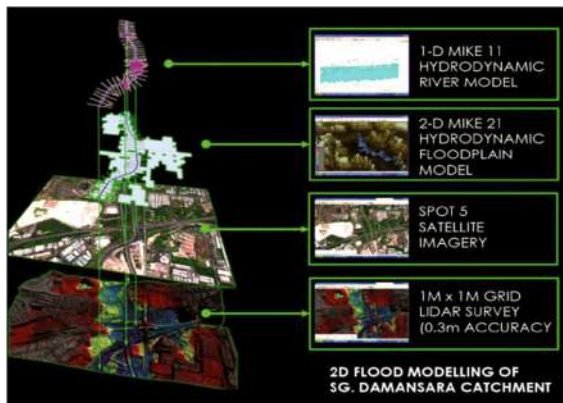 1-D MIKE 11
HYDRODYNAMIC
RIVER MODEL
2-D MIKE 21
HYDRODYNAMIC
FLOODPLAIN
MODEL
SPOT 5
SATELLITE
IMAGERY
1M x 1M GRID
LIDAR SURVEY
(0.3m ACCURACY
2D FLOOD MODELLING OF
SG. DAMANSARA CATCHMENT